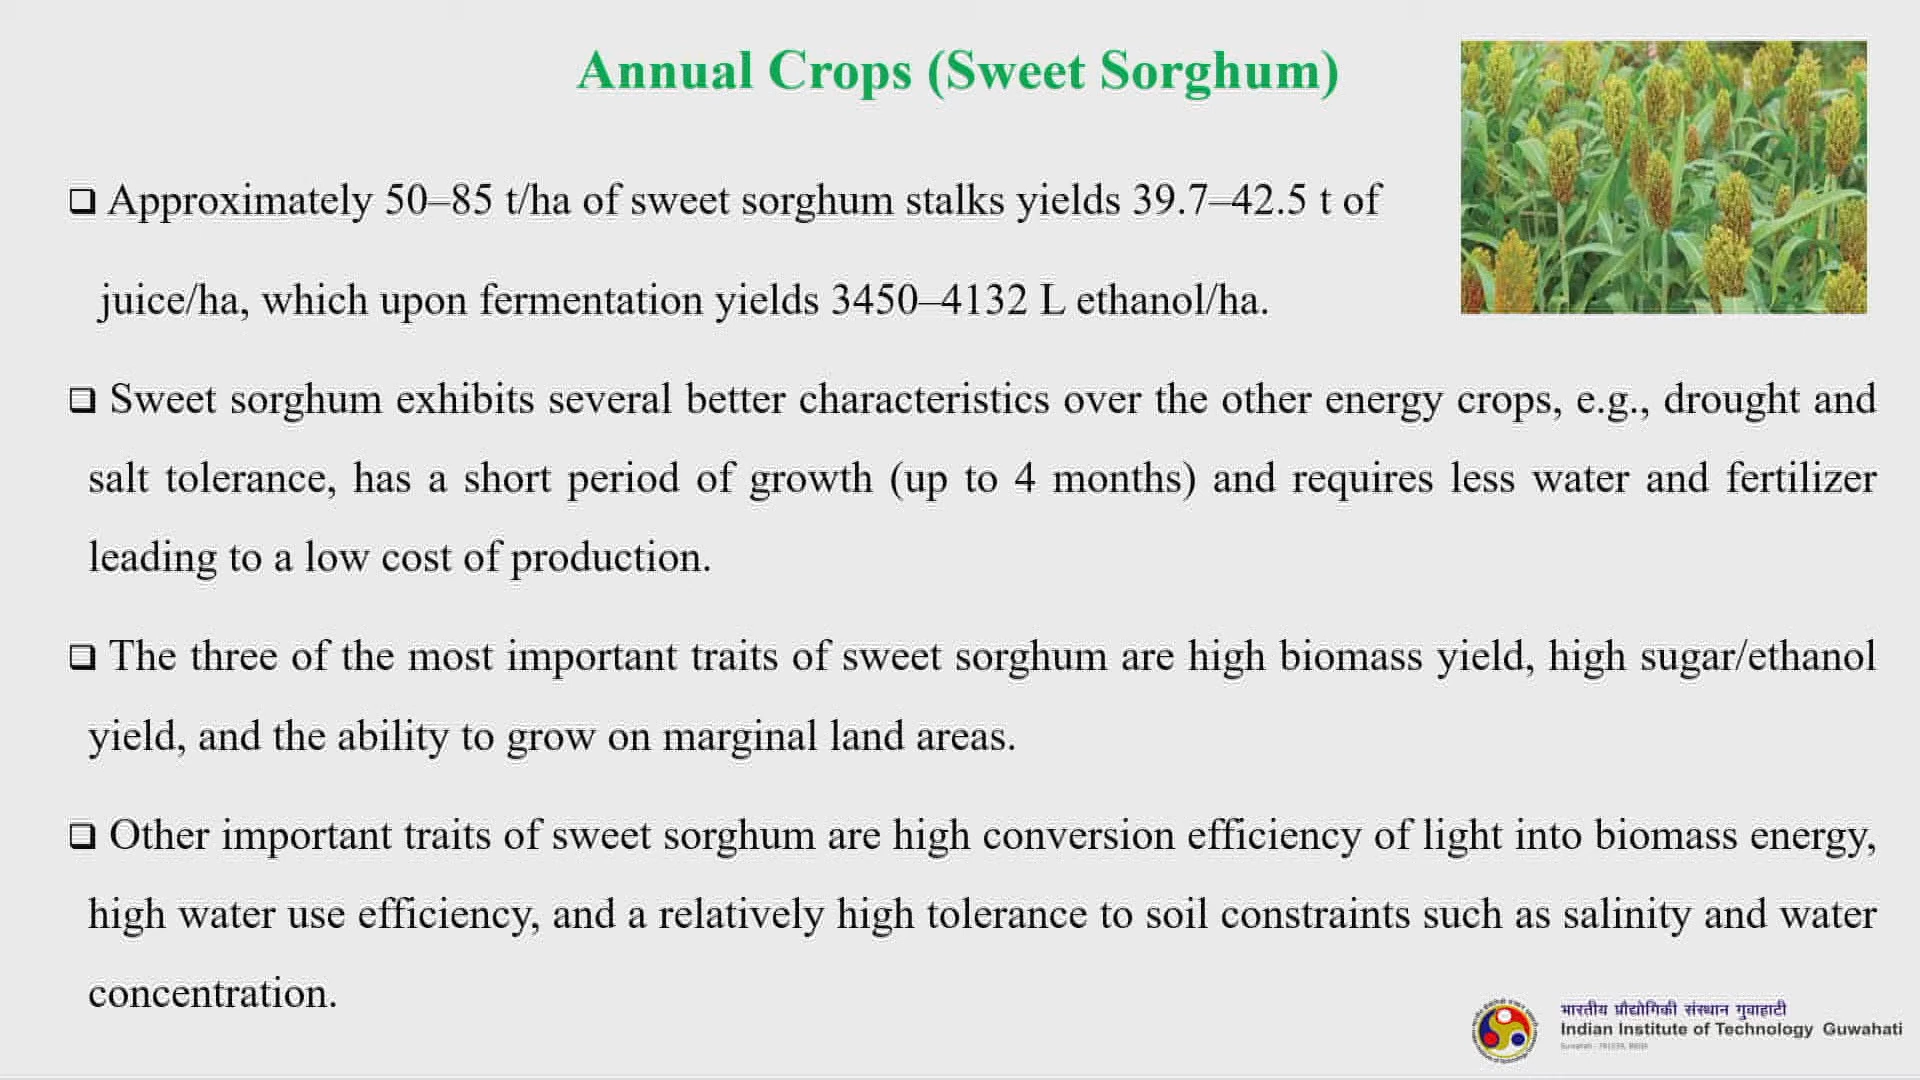 Annual Crops (Sweet Sorghum)
❑ Approximately 50–85 t/ha of sweet sorghum stalks yields 39.7–42.5 t of
juice/ha, which upon fermentation yields 3450–4132 L ethanol/ha.
❑ Sweet sorghum exhibits several better characteristics over the other energy crops, e.g., drought and
salt tolerance, has a short period of growth (up to 4 months) and requires less water and fertilizer
leading to a low cost of production.
❑ The three of the most important traits of sweet sorghum are high biomass yield, high sugar/ethanol
yield, and the ability to grow on marginal land areas.
❑ Other important traits of sweet sorghum are high conversion efficiency of light into biomass energy,
high water use efficiency, and a relatively high tolerance to soil constraints such as salinity and water
concentration.
भारतीय प्रौद्योगिकी संस्थान गुवाहाटी
Indian Institute of Technology Guwahati
Guwahati - 781039, INDIA